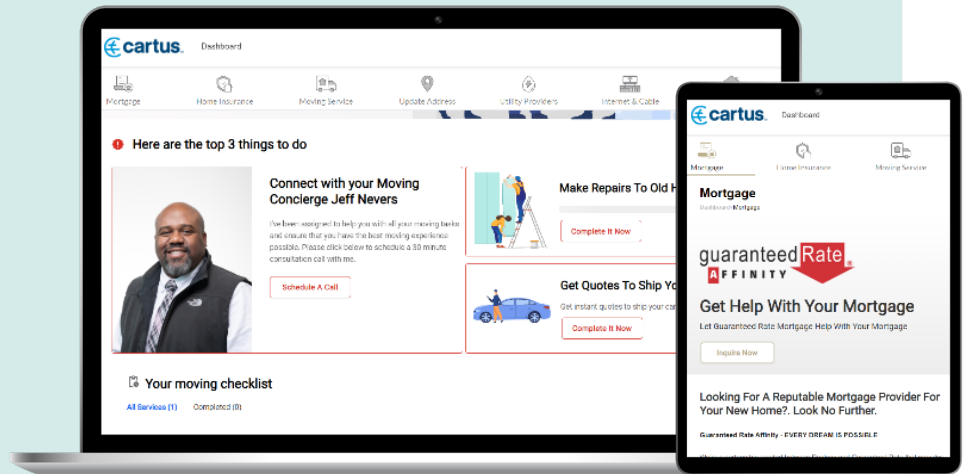 cartus.
Dashboard
Mortgage
Home Insurance
Moving Service
Update Address
Utility Providers
Internet & Cable
Here are the top 3 things to do
Connect with your Moving
Concierge Jeff Nevers
I've been assigned to help you with all your moving tasks
and ensure that you have the best moving experience
possible. Please click below to schedule a 30 minute
consultation call with me.
Schedule A Call
Make Repairs To Old H
Complete It Now
Get Quotes To Ship Yo
Get instant quotes to ship your car
Complete It Now
Your moving checklist
All Services (1)
Completed (0)
cartus.
Dashboard
Mortgage
Home Insurance
Moving Service
Mortgage
Dashboard›Mortgage
guaranteed Rate
AFFINITY
Get Help With Your Mortgage
Let Guaranteed Rate Mortgage Help With Your Mortgage
Inquire Now
Looking For A Reputable Mortgage Provider For
Your New Home?. Look No Further.
Guaranteed Rate Affinity - EVERY DREAM IS POSSIBLE